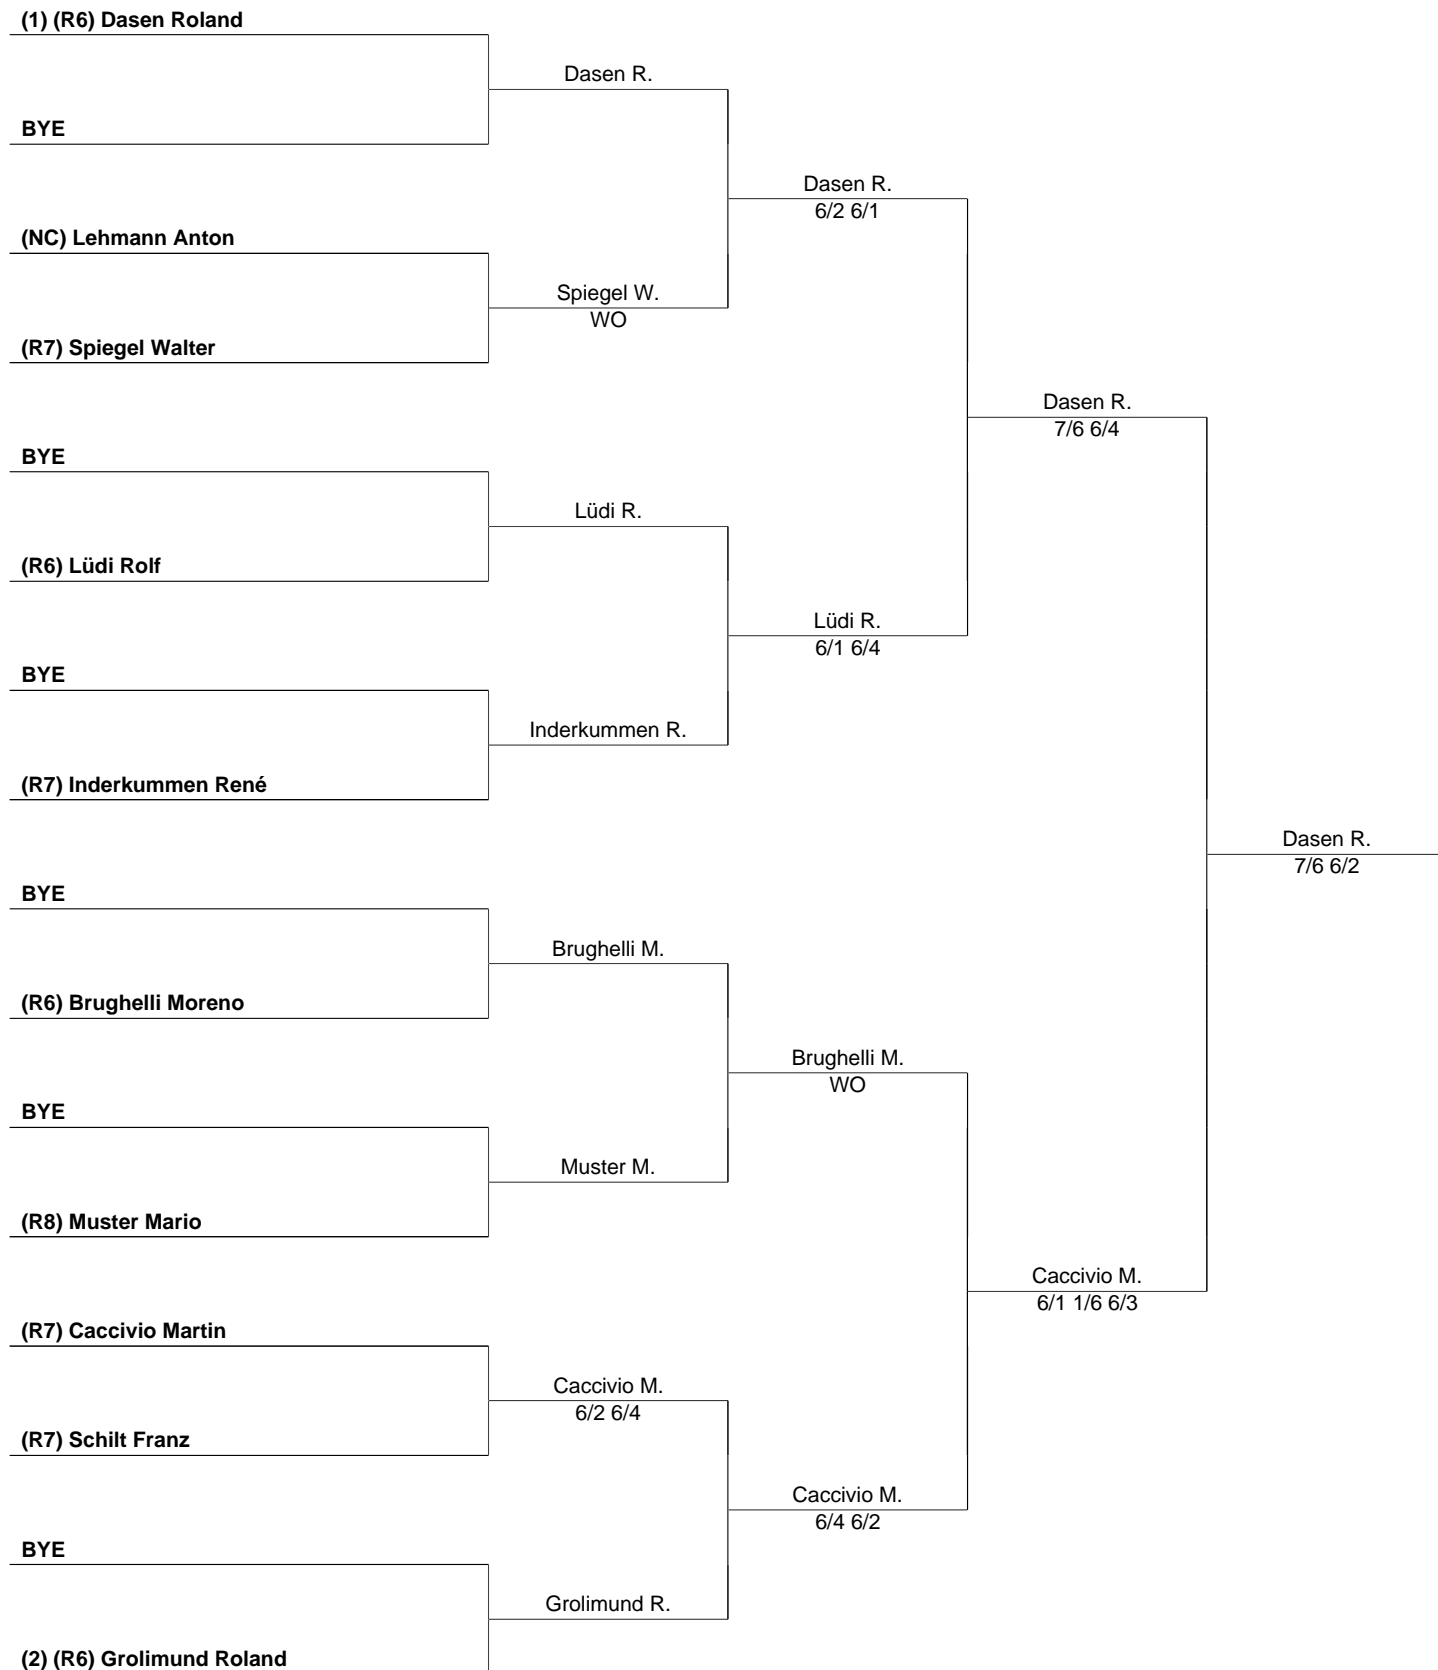 (1) (R6) Dasen Roland
Dasen R.
BYE
Dasen R.
6/2 6/1
(NC) Lehmann Anton
Spiegel W.
WO
(R7) Spiegel Walter
Dasen R.
7/6 6/4
BYE
Lüdi R.
(R6) Lüdi Rolf
Lüdi R.
6/1 6/4
BYE
Inderkummen R.
(R7) Inderkummen René
Dasen R.
7/6 6/2
BYE
Brughelli M.
(R6) Brughelli Moreno
Brughelli M.
WO
BYE
Muster M.
(R8) Muster Mario
Caccivio M.
6/1 1/6 6/3
(R7) Caccivio Martin
Caccivio M.
6/2 6/4
(R7) Schilt Franz
Caccivio M.
6/4 6/2
BYE
Grolimund R.
(2) (R6) Grolimund Roland